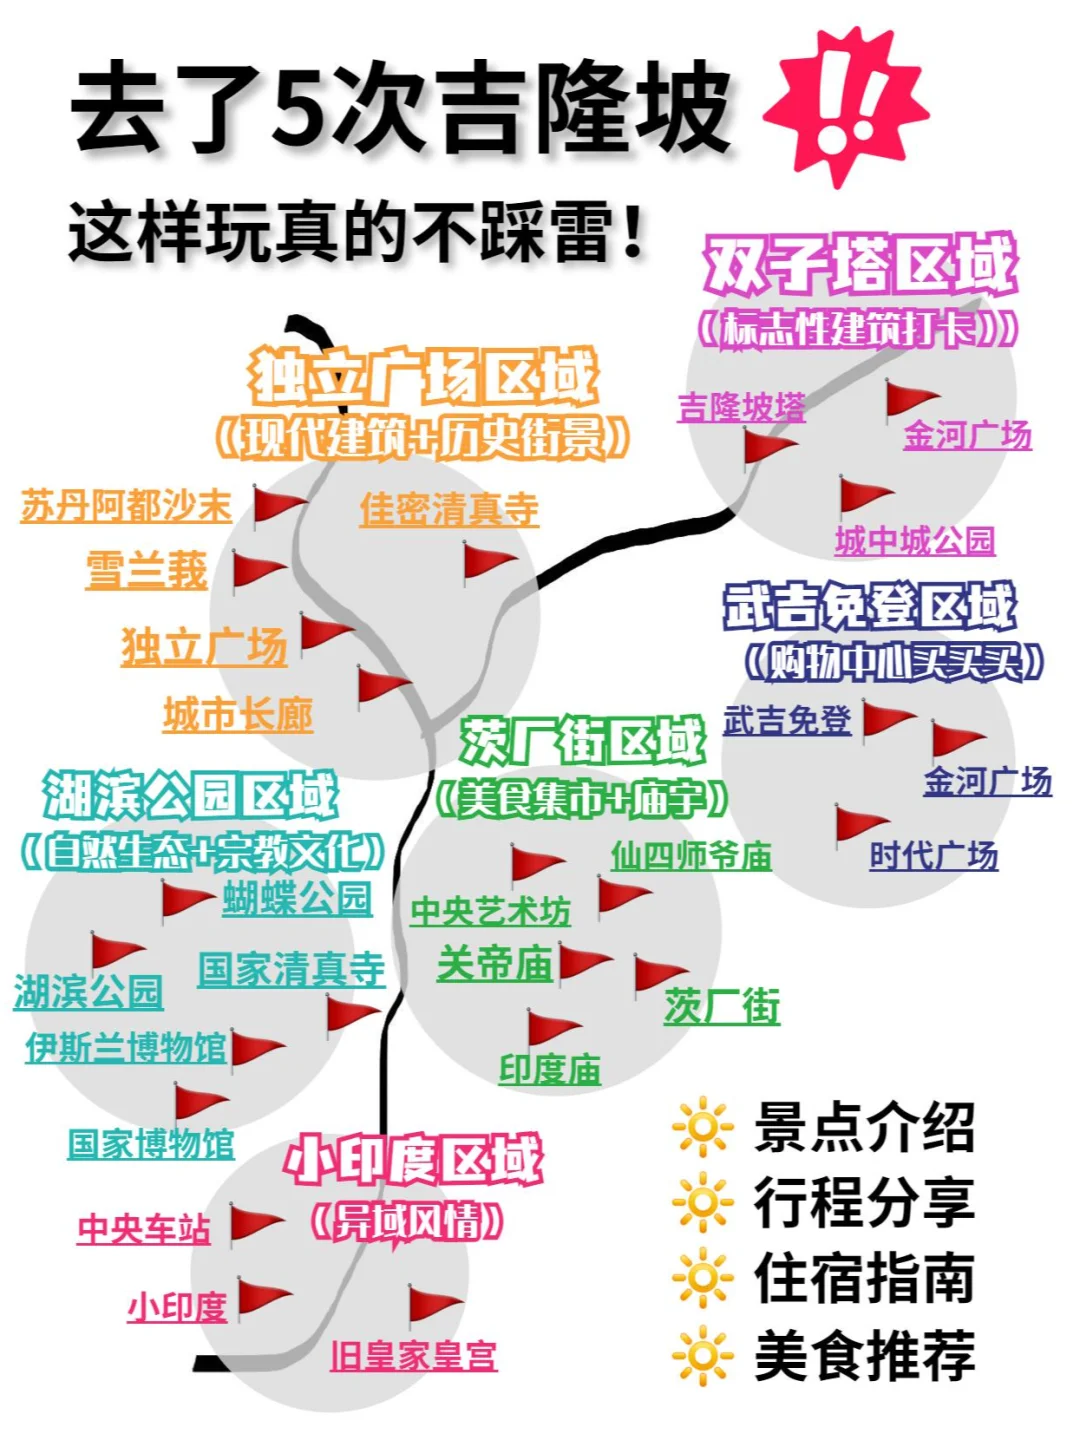 去了5次吉隆坡
这样玩真的不踩雷!
双子塔区域
(标志性建筑打卡))
吉隆坡塔
金河广场
城中城公园
独立广场区域
(现代建筑+历史街景)
苏丹阿都沙末
佳密清真寺
雪兰莪
独立广场
城市长廊
武吉免登区域
(购物中心买买买)
武吉免登
金河广场
时代广场
茨厂街区域
(美食集市+庙宇)
仙四师爷庙
中央艺术坊
关帝庙
茨厂街
印度庙
湖滨公园区域
(自然生态+宗教文化)
蝴蝶公园
湖滨公园
国家清真寺
伊斯兰博物馆
国家博物馆
小印度区域
(异域风情)
中央车站
小印度
旧皇家皇宫
景点介绍
行程分享
住宿指南
美食推荐